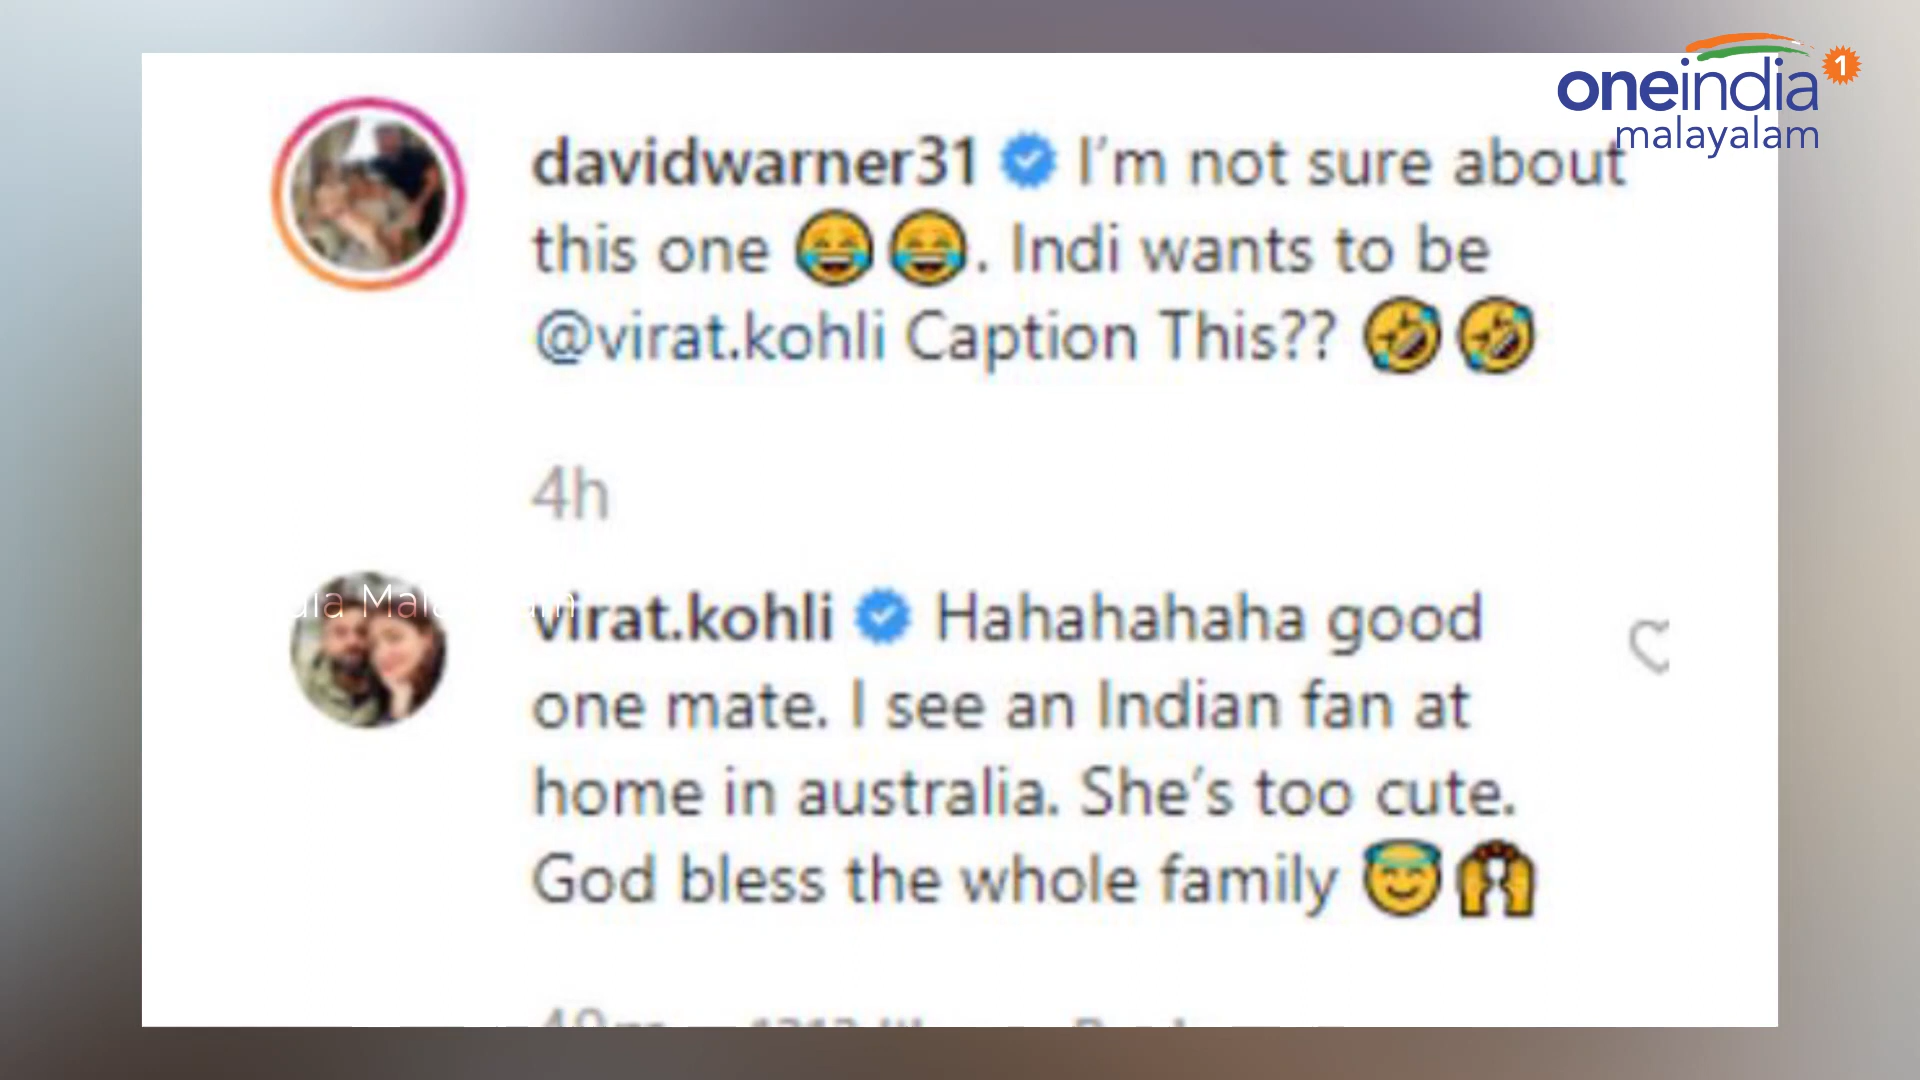 oneindia 1
malayalam
davidwarner31 I'm not sure about
this one 😂😂. Indi wants to be
@virat.kohli Caption This?? 🤣🤣
4h
virat.kohli Hahahahaha good
one mate. I see an Indian fan at
home in australia. She's too cute.
God bless the whole family 😇🙌